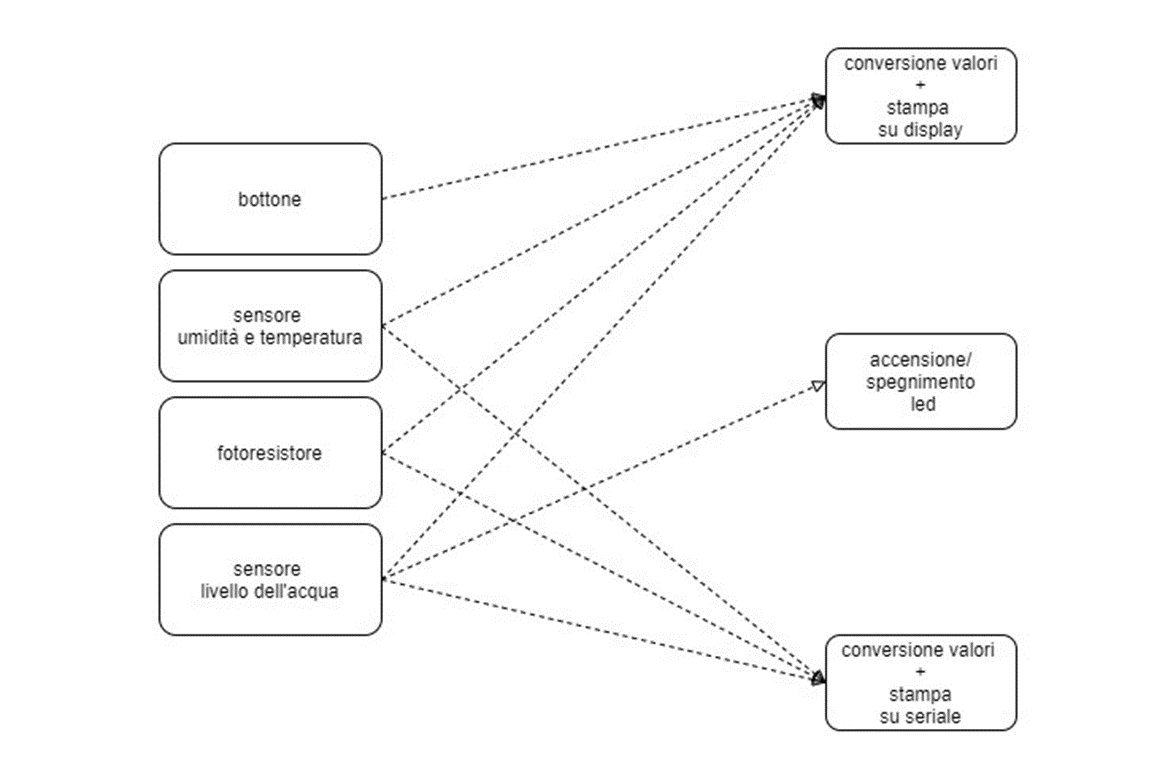 conversione valori
+
stampa
su display
bottone
sensore
umidità e temperatura
accensione/
spegnimento
led
fotoresistore
sensore
livello dell'acqua
conversione valori
+
stampa
su seriale